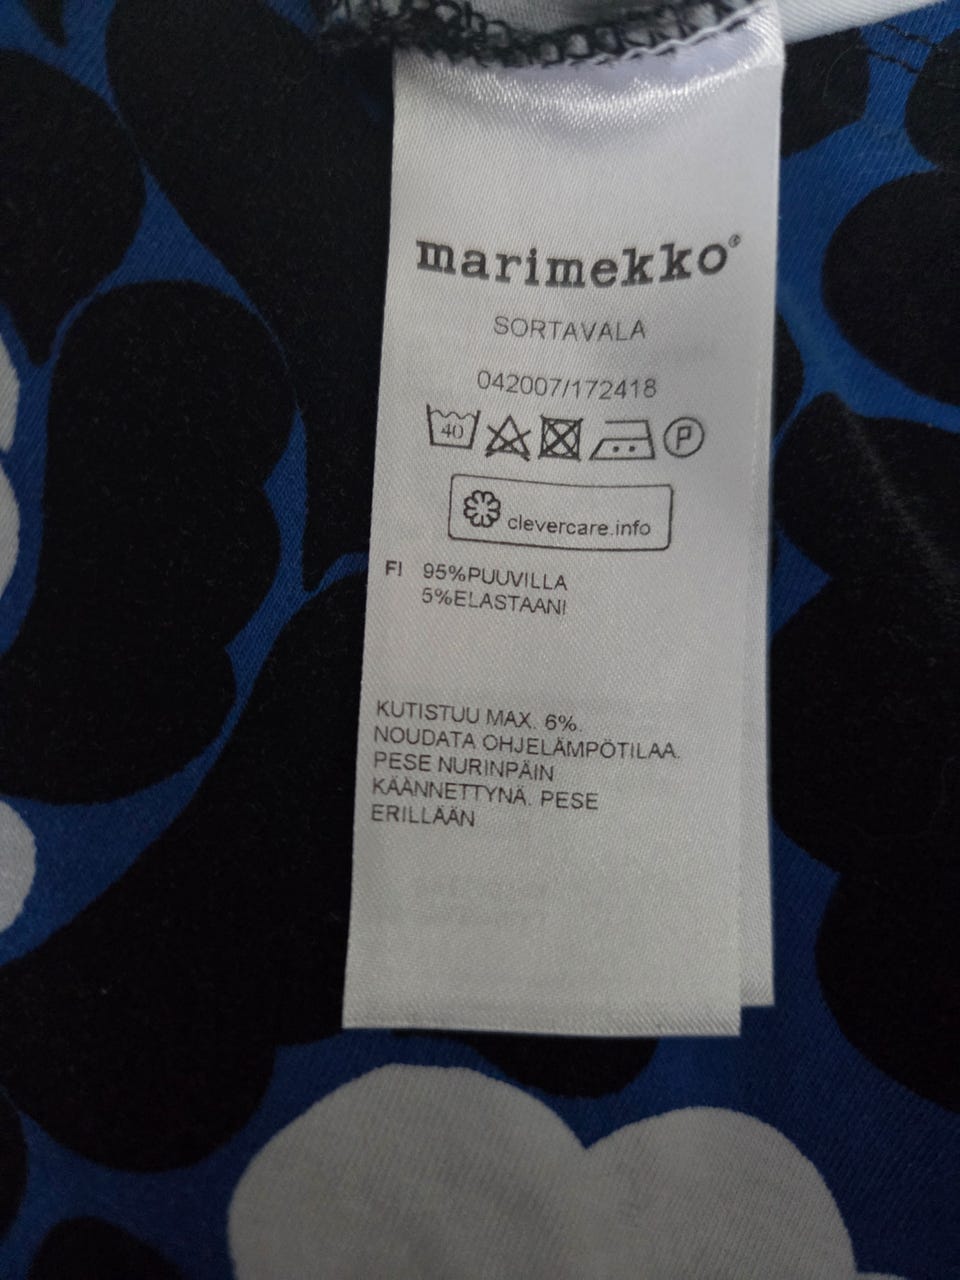 marimekko®
SORTAVALA
042007/172418
40 P
clevercare.info
FI 95%PUUVILLA
5%ELASTAANI
KUTISTUU MAX. 6%.
NOUDATA OHJELÄMPÖTILAA.
PESE NURINPÄIN
KÄÄNNETTYNÄ. PESE
ERILLÄÄN